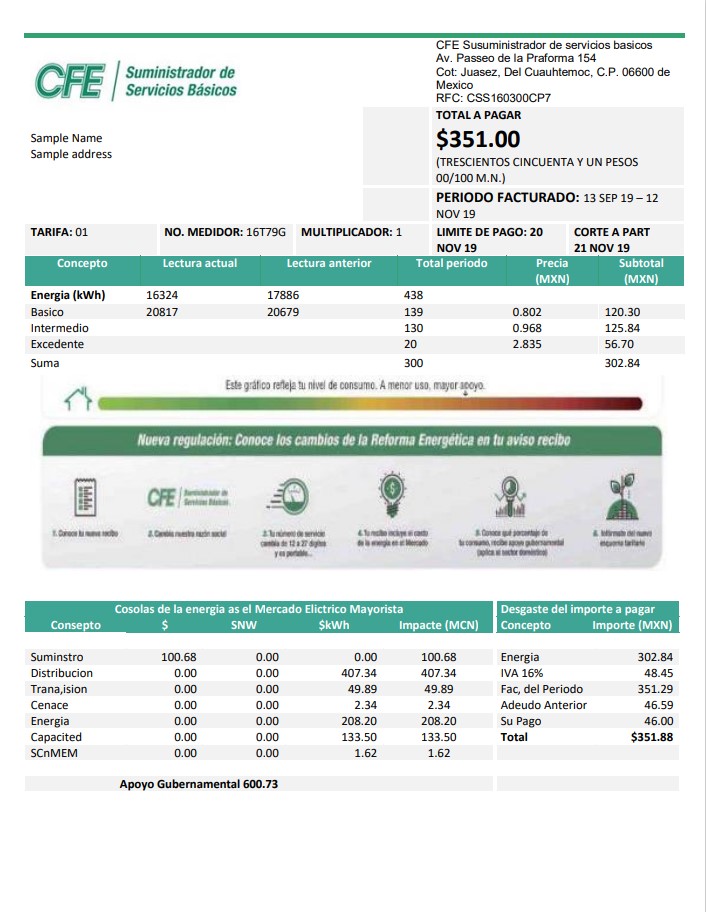 CFE Susuministrador de servicios basicos
Av. Passeo de la Praforma 154
Cot: Juasez, Del Cuauhtemoc, C.P. 06600 de
Mexico
RFC: CSS160300CP7
CFE Suministrador de
Servicios Básicos
TOTAL A PAGAR
$351.00
(TRESCIENTOS CINCUENTA Y UN PESOS
00/100 M.N.)
Sample Name
Sample address
PERIODO FACTURADO: 13 SEP 19 – 12
NOV 19
TARIFA: 01 NO. MEDIDOR: 16T79G MULTIPLICADOR: 1 LIMITE DE PAGO: 20 NOV 19 CORTE A PART 21 NOV 19
Concepto Lectura actual Lectura anterior Total periodo Precia (MXN) Subtotal (MXN)
Energia (kWh) 16324 17886 438
Basico 20817 20679 139 0.802 120.30
Intermedio 130 0.968 125.84
Excedente 20 2.835 56.70
Suma 300 302.84
Este gráfico refleja tu nivel de consumo. A menor uso, mayor apoyo.
Nueva regulación: Conoce los cambios de la Reforma Energética en tu aviso recibo
1. Conoce tu nuevo recibo
CFE Suministrador de Servicios Básicos
2. Cambia nuestra razón social
3. Tu número de servicio
cambia de 12 a 27 dígitos
y es portable...
4. Tu recibo incluye el costo
de la energía en el Mercado
5. Conoce qué porcentaje de
tu consumo, recibe apoyo gubernamental
(aplica al sector doméstico)
6. Infórmate del nuevo
esquema tarifario
Cosolas de la energia as el Mercado Elictrico Mayorista
Consepto $ SNW $kWh Impacte (MCN)
Suminstro 100.68 0.00 0.00 100.68
Distribucion 0.00 0.00 407.34 407.34
Trana,ision 0.00 0.00 49.89 49.89
Cenace 0.00 0.00 2.34 2.34
Energia 0.00 0.00 208.20 208.20
Capacited 0.00 0.00 133.50 133.50
SCnMEM 0.00 0.00 1.62 1.62
Apoyo Gubernamental 600.73
Desgaste del importe a pagar
Concepto Importe (MXN)
Energia 302.84
IVA 16% 48.45
Fac, del Periodo 351.29
Adeudo Anterior 46.59
Su Pago 46.00
Total $351.88